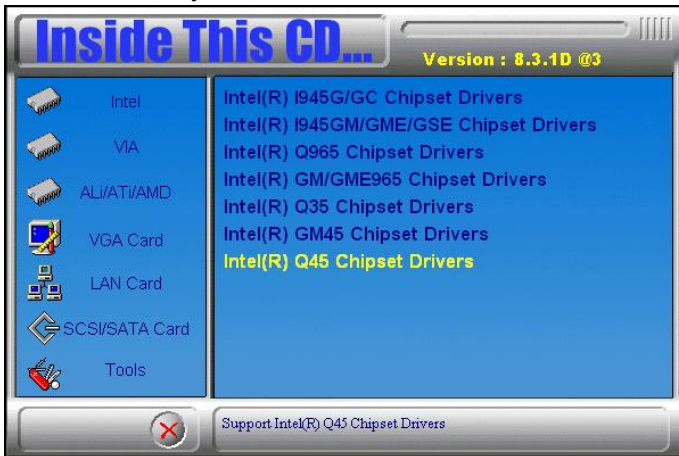 Inside This CD...
Version : 8.3.1D @3
Intel
VIA
ALi/ATi/AMD
VGA Card
LAN Card
SCSI/SATA Card
Tools
Intel(R) I945G/GC Chipset Drivers
Intel(R) I945GM/GME/GSE Chipset Drivers
Intel(R) Q965 Chipset Drivers
Intel(R) GM/GME965 Chipset Drivers
Intel(R) Q35 Chipset Drivers
Intel(R) GM45 Chipset Drivers
Intel(R) Q45 Chipset Drivers
Support Intel(R) Q45 Chipset Drivers